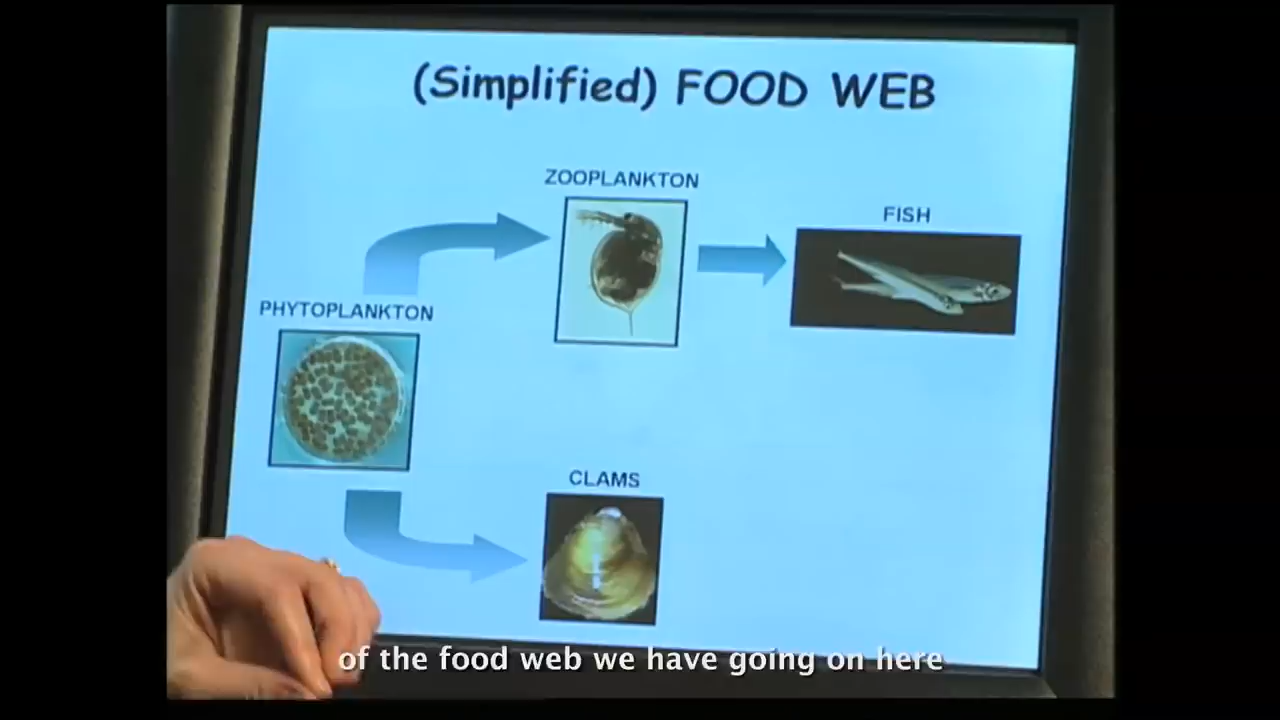 (Simplified) FOOD WEB
ZOOPLANKTON
FISH
PHYTOPLANKTON
CLAMS
of the food web we have going on here